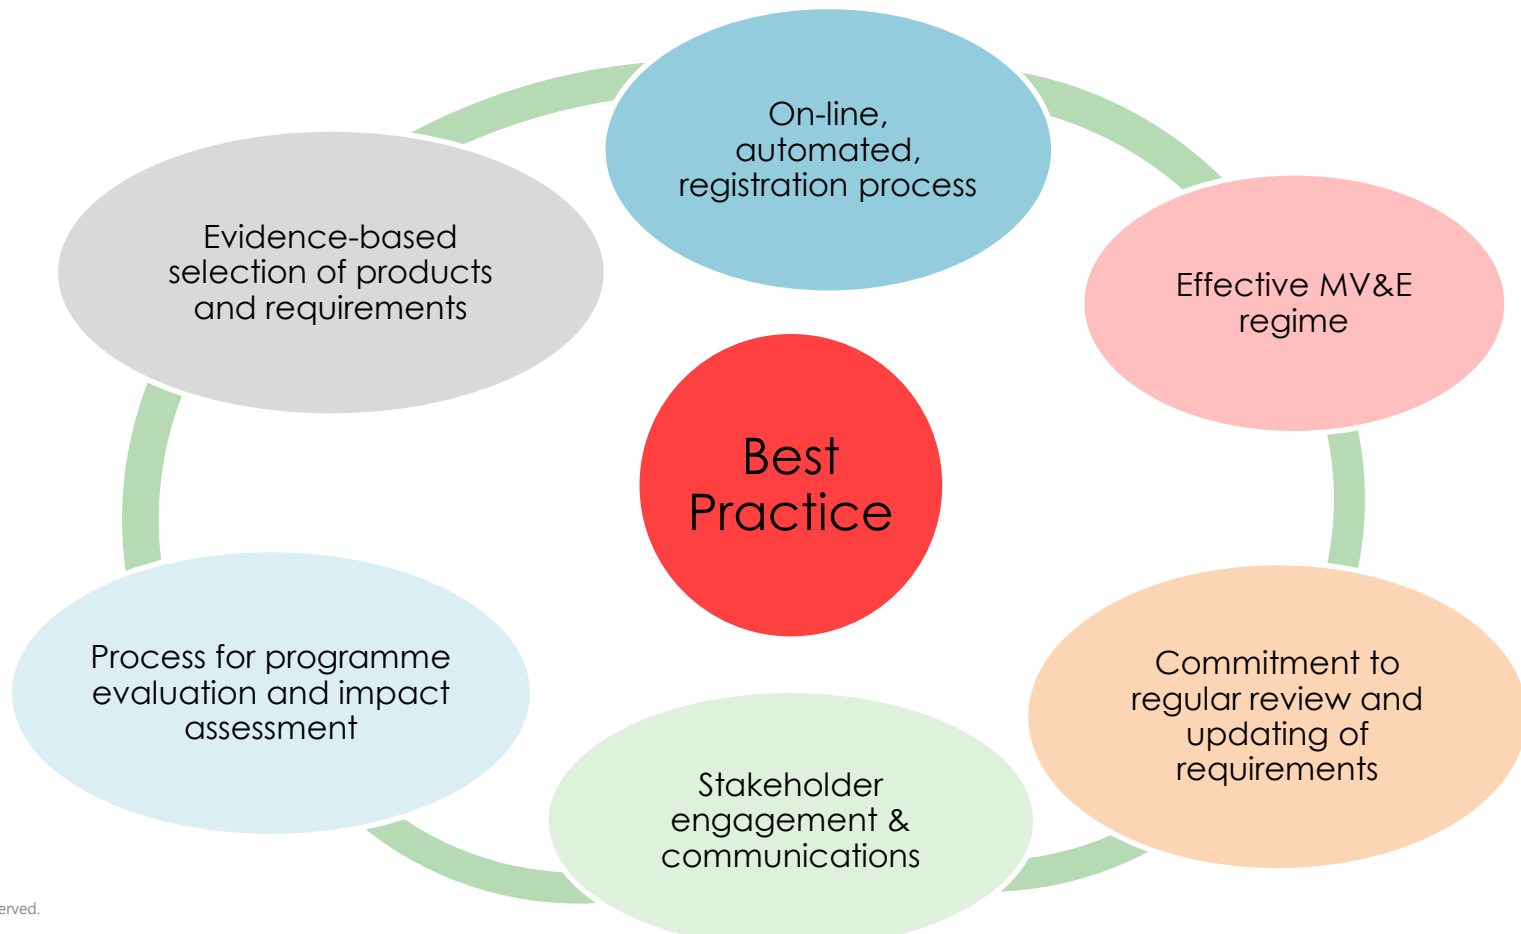 On-line,
automated,
registration process
Evidence-based
selection of products
and requirements
Effective MV&E
regime
Best
Practice
Process for programme
evaluation and impact
assessment
Commitment to
regular review and
updating of
requirements
Stakeholder
engagement &
communications
erved.